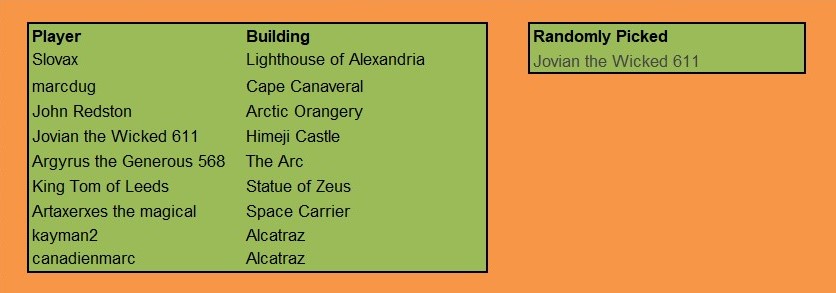 Player Building
Slovax Lighthouse of Alexandria
marcdug Cape Canaveral
John Redston Arctic Orangery
Jovian the Wicked 611 Himeji Castle
Argyrus the Generous 568 The Arc
King Tom of Leeds Statue of Zeus
Artaxerxes the magical Space Carrier
kayman2 Alcatraz
canadienmarc Alcatraz
Randomly Picked
Jovian the Wicked 611